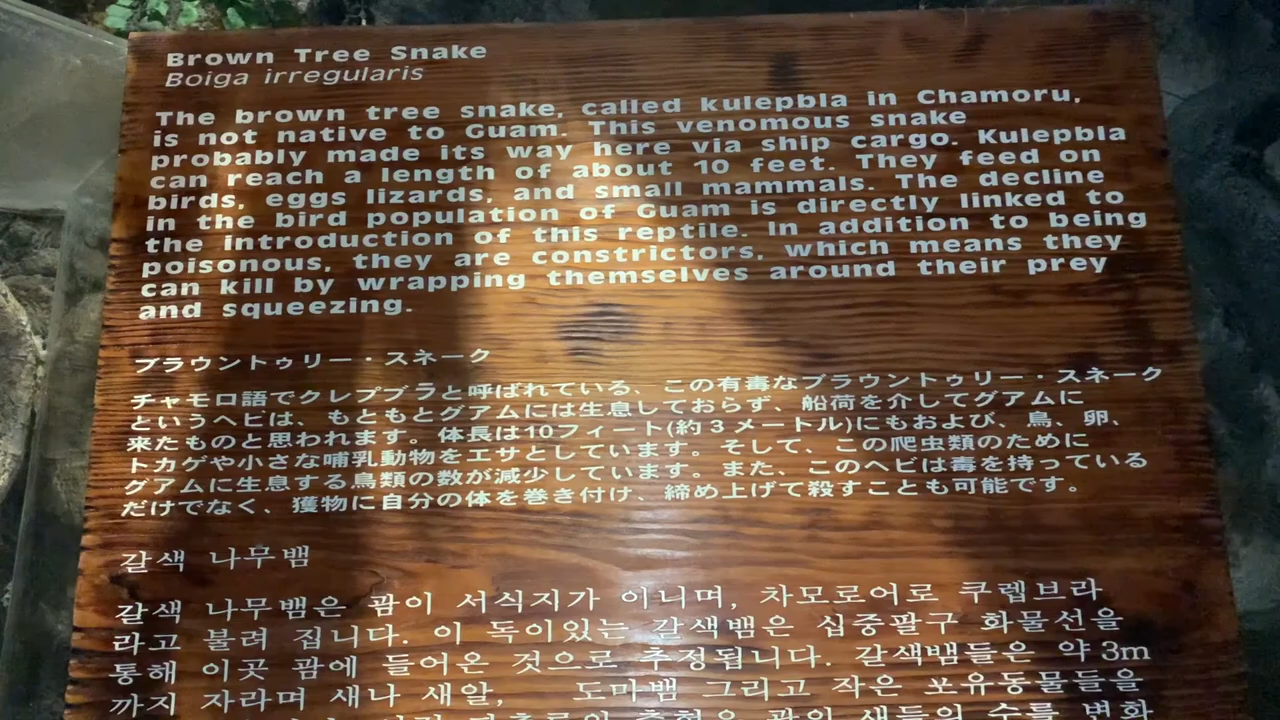 Brown Tree Snake
Boiga irregularis
The brown tree snake, called kulepbla in Chamoru,
is not native to Guam. This venomous snake
probably made its way here via ship cargo. Kulepbla
can reach a length of about 10 feet. They feed on
birds, eggs lizards, and small mammals. The decline
in the bird population of Guam is directly linked to
the introduction of this reptile. In addition to being
poisonous, they are constrictors, which means they
can kill by wrapping themselves around their prey
and squeezing.
ブラウントゥリー・スネーク
チャモロ語でクレプブラと呼ばれている、この有毒なブラウントゥリー・スネーク
というヘビは、もともとグアムには生息しておらず、船荷を介してグアムに
来たものと思われます。体長は10フィート(約3メートル)にもおよび、鳥、卵、
トカゲや小さな哺乳動物をエサとしています。そして、この爬虫類のために
グアムに生息する鳥類の数が減少しています。また、このヘビは毒を持っている
だけでなく、獲物に自分の体を巻き付け、締め上げて殺すことも可能です。
갈색 나무뱀
갈색 나무뱀은 괌이 서식지가 이니며, 차모로어로 쿠렙브라
라고 불려 집니다. 이 독이있는 갈색뱀은 십중팔구 화물선을
통해 이곳 괌에 들어온 것으로 추정됩니다. 갈색뱀들은 약 3m
까지 자라며 새나 새알, 도마뱀 그리고 작은 포유동물들을
괌의 새들의 수를 변화